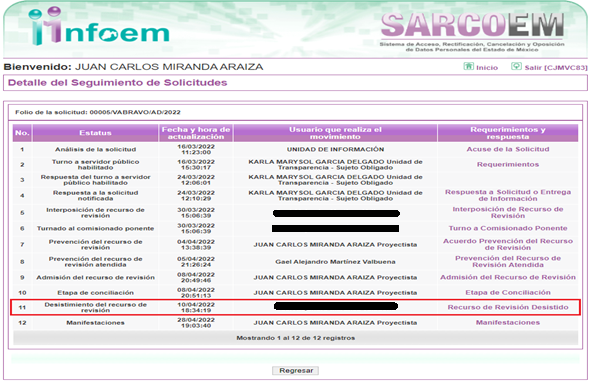 infoem
SARCOEM
Sistema de Acceso, Rectificación, Cancelación y Oposición
de Datos Personales del Estado de México
Bienvenido: JUAN CARLOS MIRANDA ARAIZA
Inicio Salir [CJMVC83]
Detalle del Seguimiento de Solicitudes
Folio de la solicitud: 00005/VABRAVO/AD/2022
No. Estatus Fecha y hora de actualización Usuario que realiza el movimiento Requerimientos y respuesta
1 Análisis de la solicitud 16/03/2022 11:23:00 UNIDAD DE INFORMACIÓN Acuse de la Solicitud
2 Turno a servidor público habilitado 16/03/2022 15:30:17 KARLA MARYSOL GARCIA DELGADO Unidad de Transparencia - Sujeto Obligado Requerimientos
3 Respuesta del turno a servidor público habilitado 24/03/2022 12:06:01 KARLA MARYSOL GARCIA DELGADO Unidad de Transparencia - Sujeto Obligado
4 Respuesta a la solicitud notificada 24/03/2022 12:10:29 KARLA MARYSOL GARCIA DELGADO Unidad de Transparencia - Sujeto Obligado Respuesta a Solicitud o Entrega de Información
5 Interposición de recurso de revisión 30/03/2022 15:06:39 Interposición de Recurso de Revisión
6 Turnado al comisionado ponente 30/03/2022 15:06:39 Turno a Comisionado Ponente
7 Prevención del recurso de revisión 04/04/2022 13:38:39 JUAN CARLOS MIRANDA ARAIZA Proyectista Acuerdo Prevención del Recurso de Revisión
8 Prevención del recurso de revisión atendida 05/04/2022 21:26:24 Gael Alejandro Martínez Valbuena Prevención del Recurso de Revisión Atendida
9 Admisión del recurso de revisión 08/04/2022 20:49:46 JUAN CARLOS MIRANDA ARAIZA Proyectista Admisión del Recurso de Revisión
10 Etapa de conciliación 08/04/2022 20:51:13 JUAN CARLOS MIRANDA ARAIZA Proyectista Etapa de Conciliación
11 Desistimiento del recurso de revisión 10/04/2022 18:34:19 Recurso de Revisión Desistido
12 Manifestaciones 28/04/2022 19:03:40 JUAN CARLOS MIRANDA ARAIZA Proyectista Manifestaciones
Mostrando 1 al 12 de 12 registros
Regresar